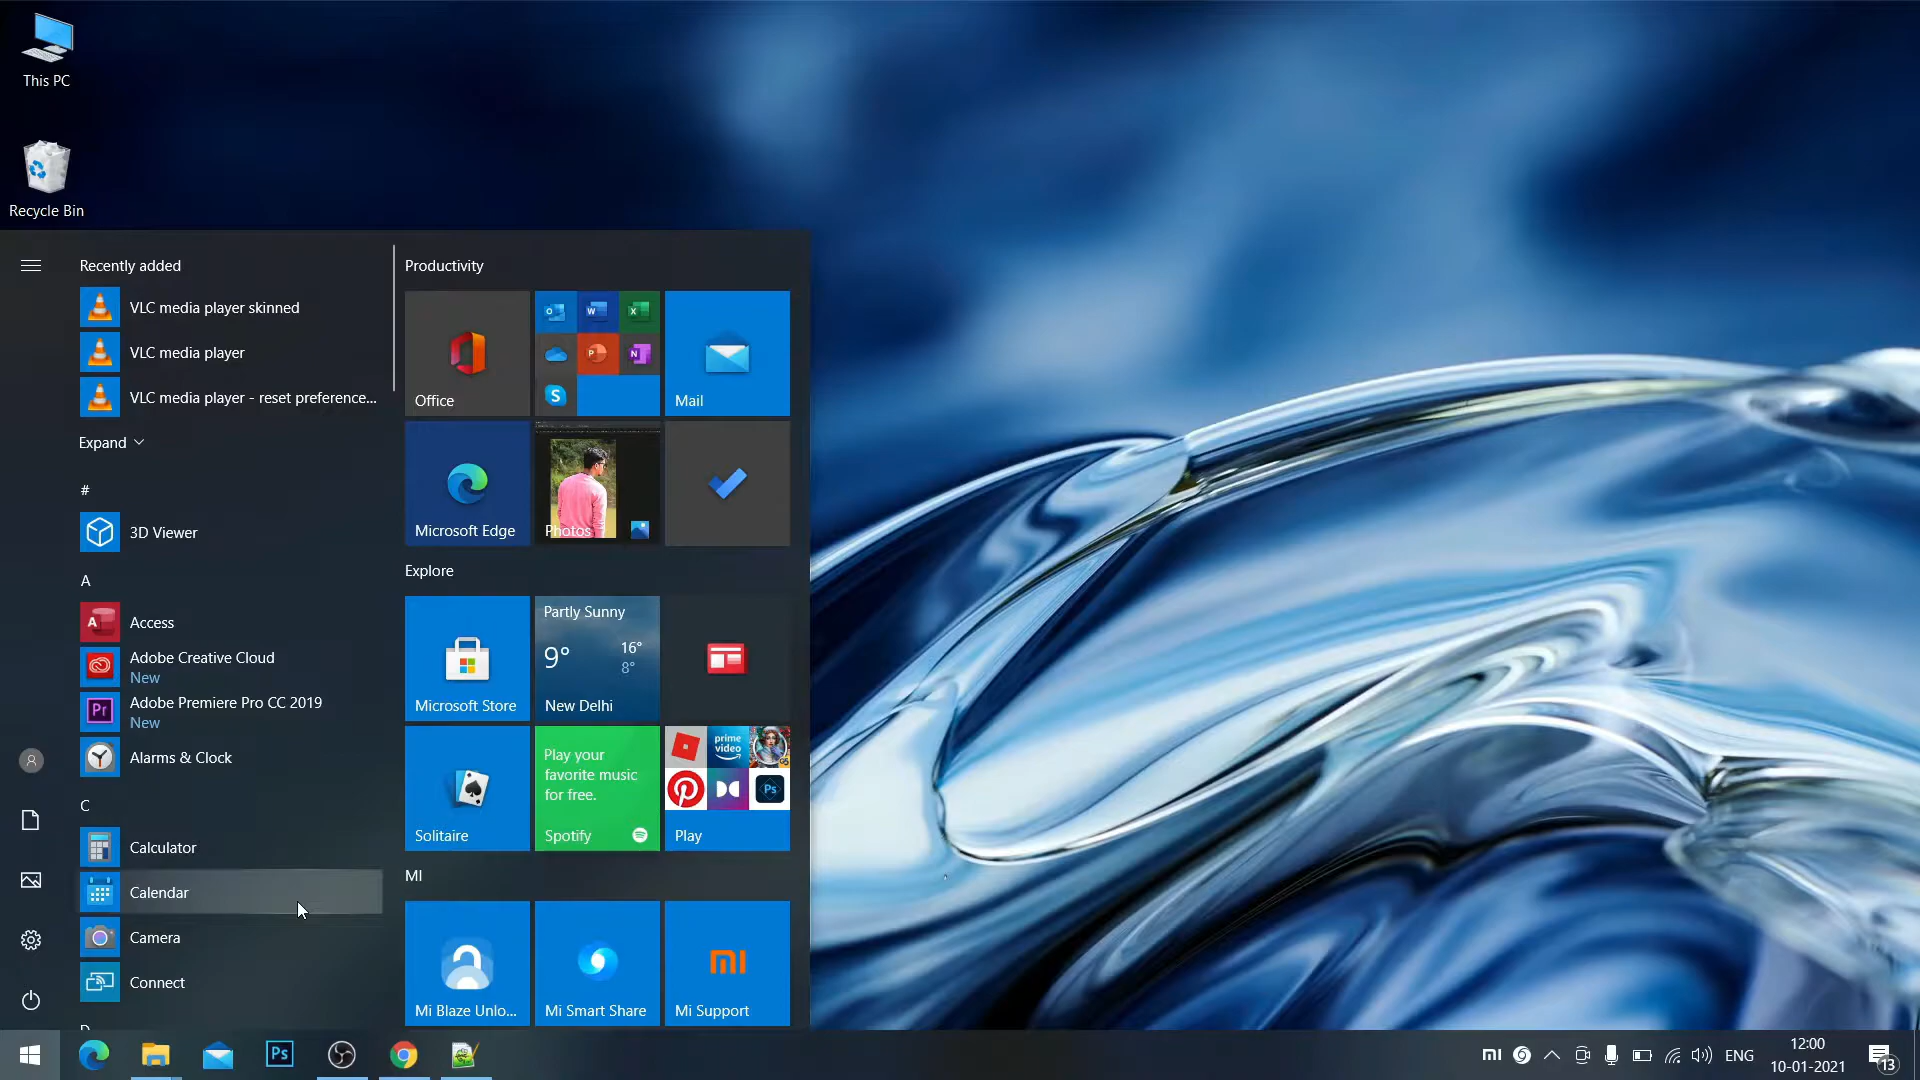 This PC
Recycle Bin
Recently added
VLC media player skinned
VLC media player
VLC media player - reset preference...
Expand
#
3D Viewer
A
Access
Adobe Creative Cloud
New
Adobe Premiere Pro CC 2019
New
Alarms & Clock
C
Calculator
Calendar
Camera
Connect
Productivity
Office
Mail
Microsoft Edge
Photos
Explore
Microsoft Store
Partly Sunny
9°
16°
8°
New Delhi
Solitaire
Play your
favorite music
for free.
Spotify
prime
video
Ps
Play
MI
Mi Blaze Unlo...
Mi Smart Share
Mi Support
Ps
ENG
12:00
10-01-2021
13